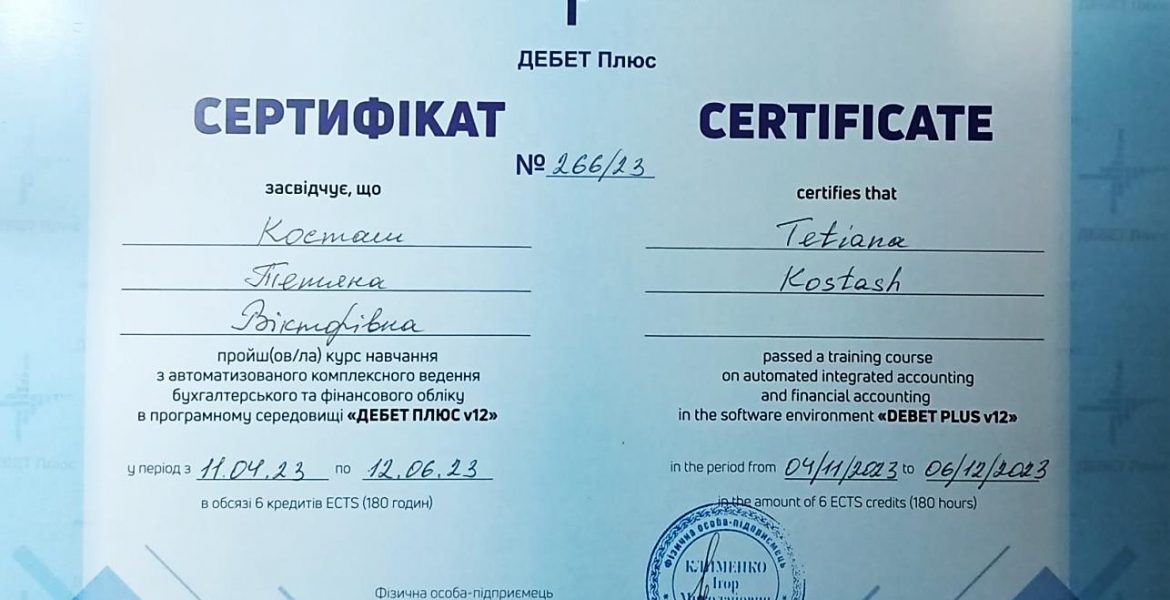 ДЕБЕТ Плюс
СЕРТИФІКАТ
CERTIFICATE
№ 266/23
засвідчує, що
Косташ
Тетяна
Вікторівна
пройш(ов/ла) курс навчання
з автоматизованого комплексного ведення
бухгалтерського та фінансового обліку
в програмному середовищі «ДЕБЕТ ПЛЮС v12»
у період з 11.04.23 по 12.06.23
в обсязі 6 кредитів ECTS (180 годин)
certifies that
Tetiana
Kostash
passed a training course
on automated integrated accounting
and financial accounting
in the software environment «DEBET PLUS v12»
in the period from 04/11/2023 to 06/12/2023
in the amount of 6 ECTS credits (180 hours)
Фізична особа-підприємець
Фізична особа-підприємець
КЛИМЕНКО
Ігор